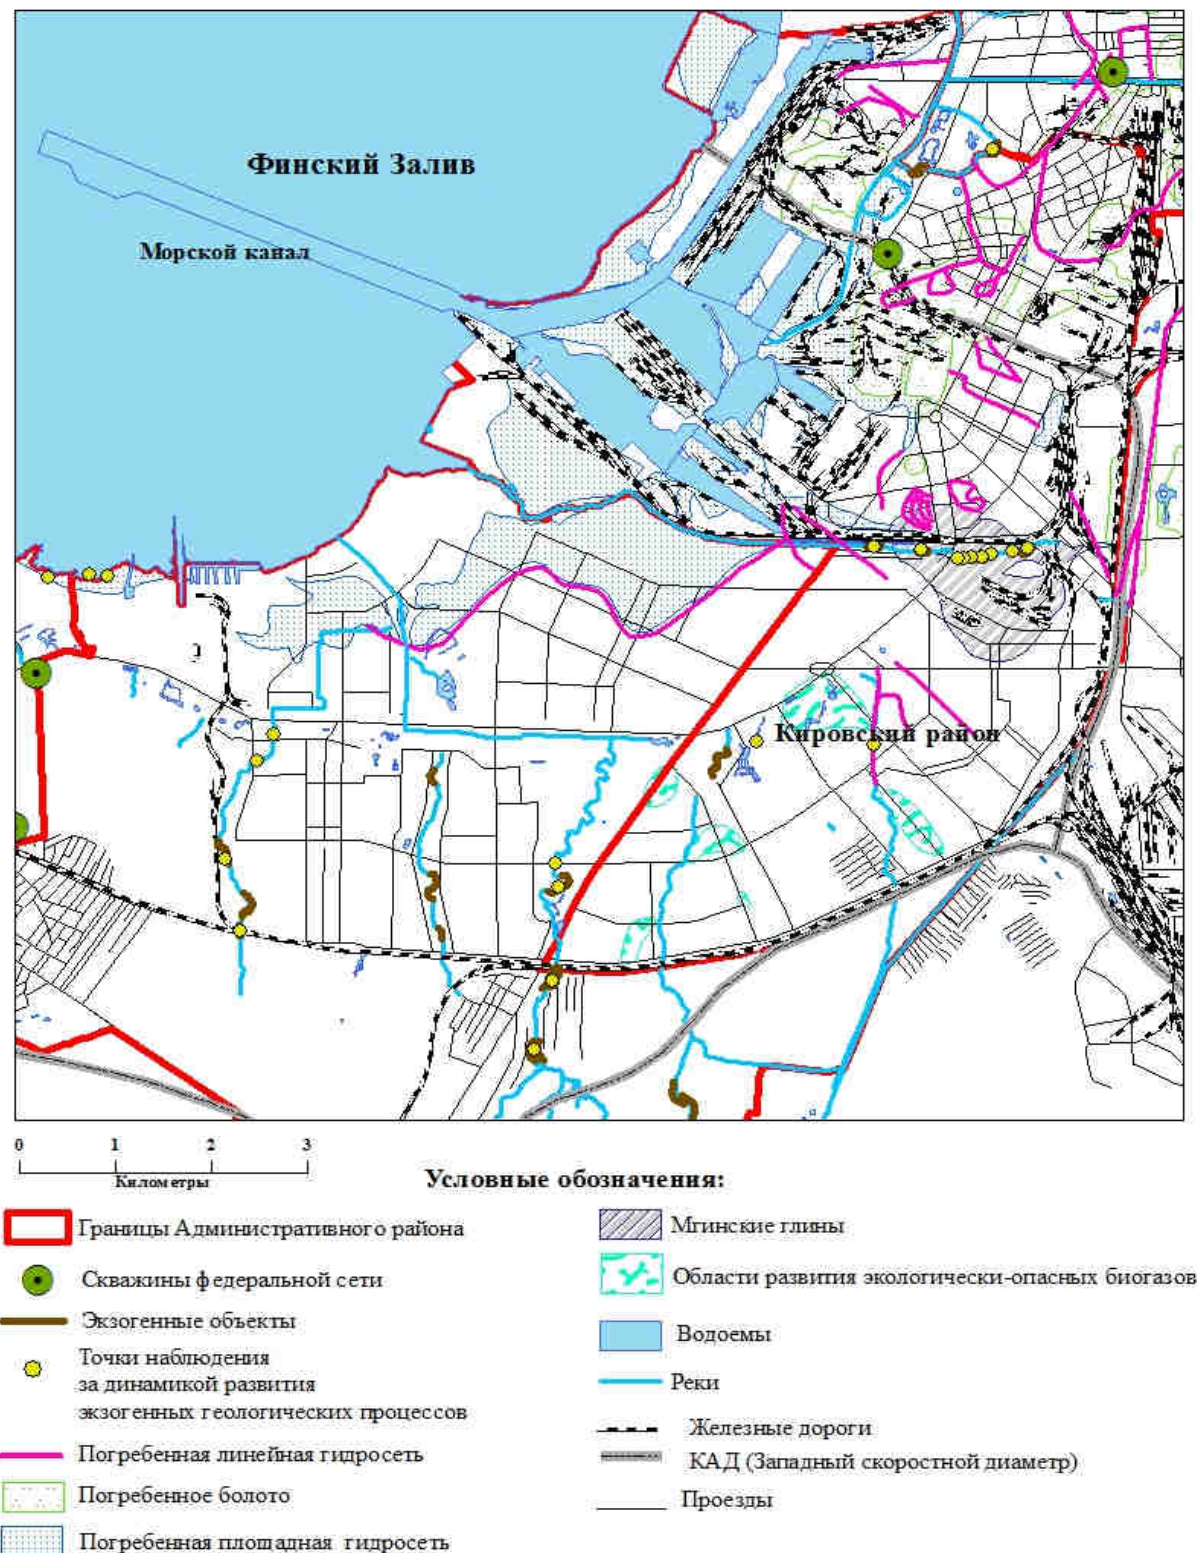 Финский Залив
Морской канал
Кировский район
0 1 2 3
Километры
Условные обозначения:
Границы Административного района
Скважины федеральной сети
Экзогенные объекты
Точки наблюдения
за динамикой развития
экзогенных геологических процессов
Погребенная линейная гидросеть
Погребенное болото
Погребенная площадная гидросеть
Мгинские глины
Области развития экологически-опасных биогазов
Водоемы
Реки
Железные дороги
КАД (Западный скоростной диаметр)
Проезды